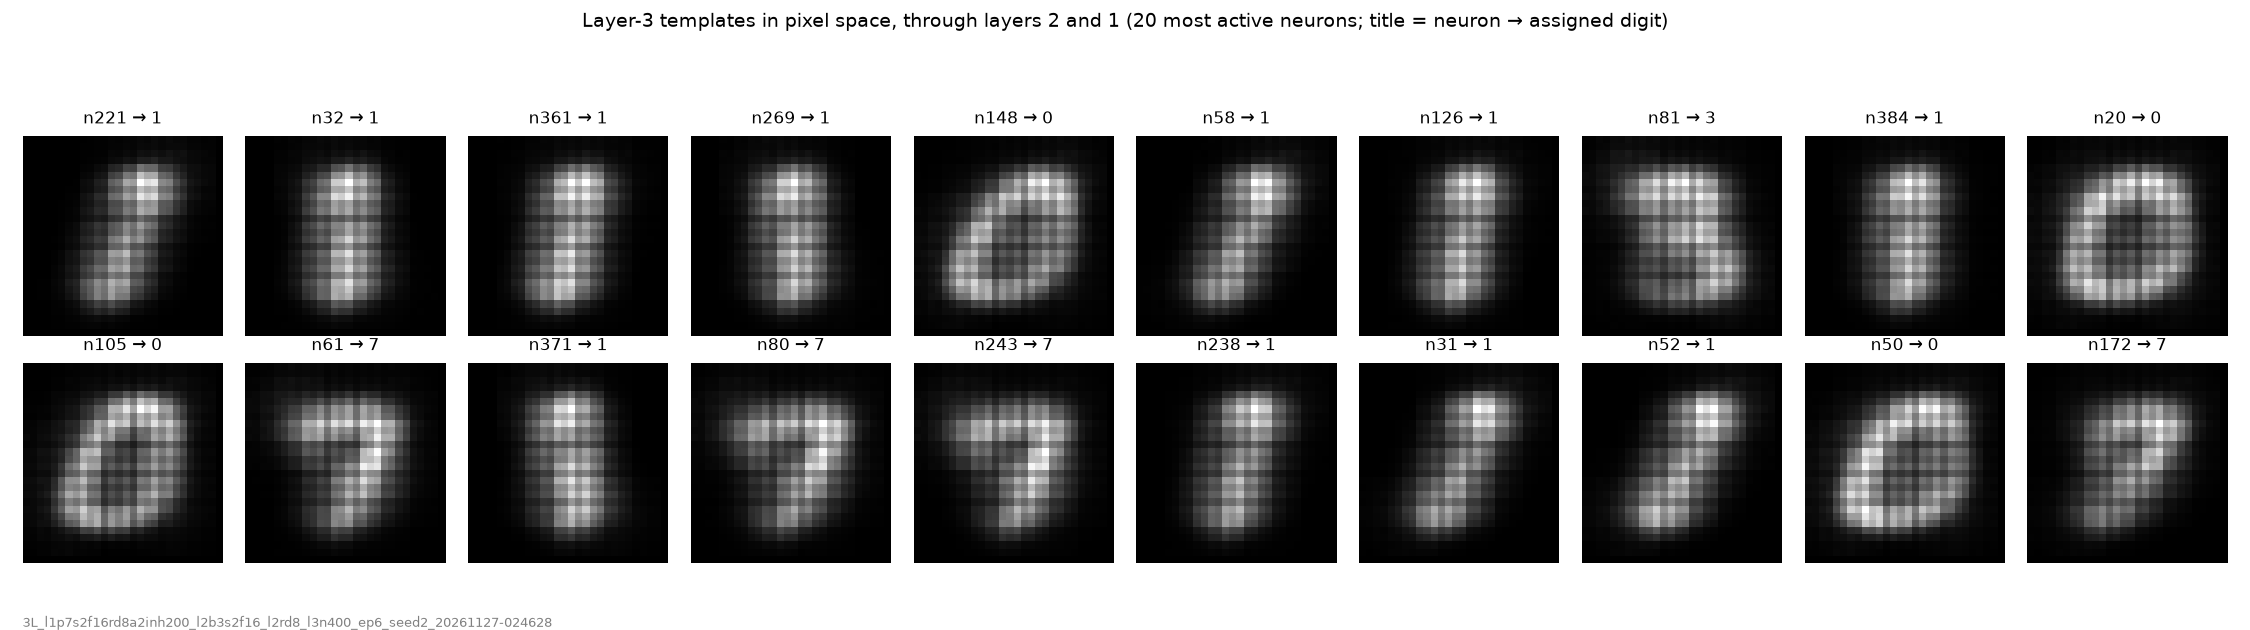 Layer-3 templates in pixel space, through layers 2 and 1 (20 most active neurons; title = neuron → assigned digit)
n221 → 1 n32 → 1 n361 → 1 n269 → 1 n148 → 0 n58 → 1 n126 → 1 n81 → 3 n384 → 1 n20 → 0
n105 → 0 n61 → 7 n371 → 1 n80 → 7 n243 → 7 n238 → 1 n31 → 1 n52 → 1 n50 → 0 n172 → 7
3L_l1p7s2f16rd8a2inh200_l2b3s2f16_l2rd8_l3n400_ep6_seed2_20261127-024628